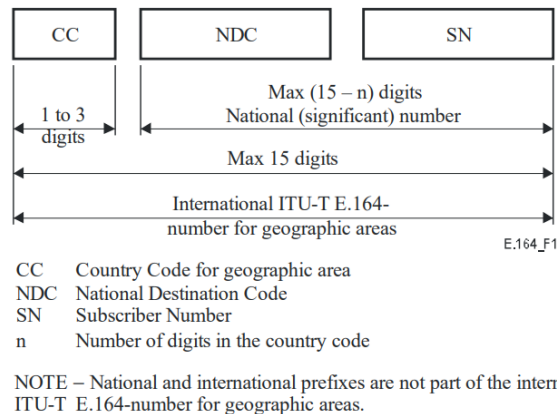 CC NDC SN
Max (15 – n) digits
1 to 3
National (significant) number
digits
Max 15 digits
International ITU-T E.164-
number for geographic areas
E.164_F1
CC Country Code for geographic area
NDC National Destination Code
SN Subscriber Number
n Number of digits in the country code
NOTE – National and international prefixes are not part of the
ITU-T E.164-number for geographic areas.